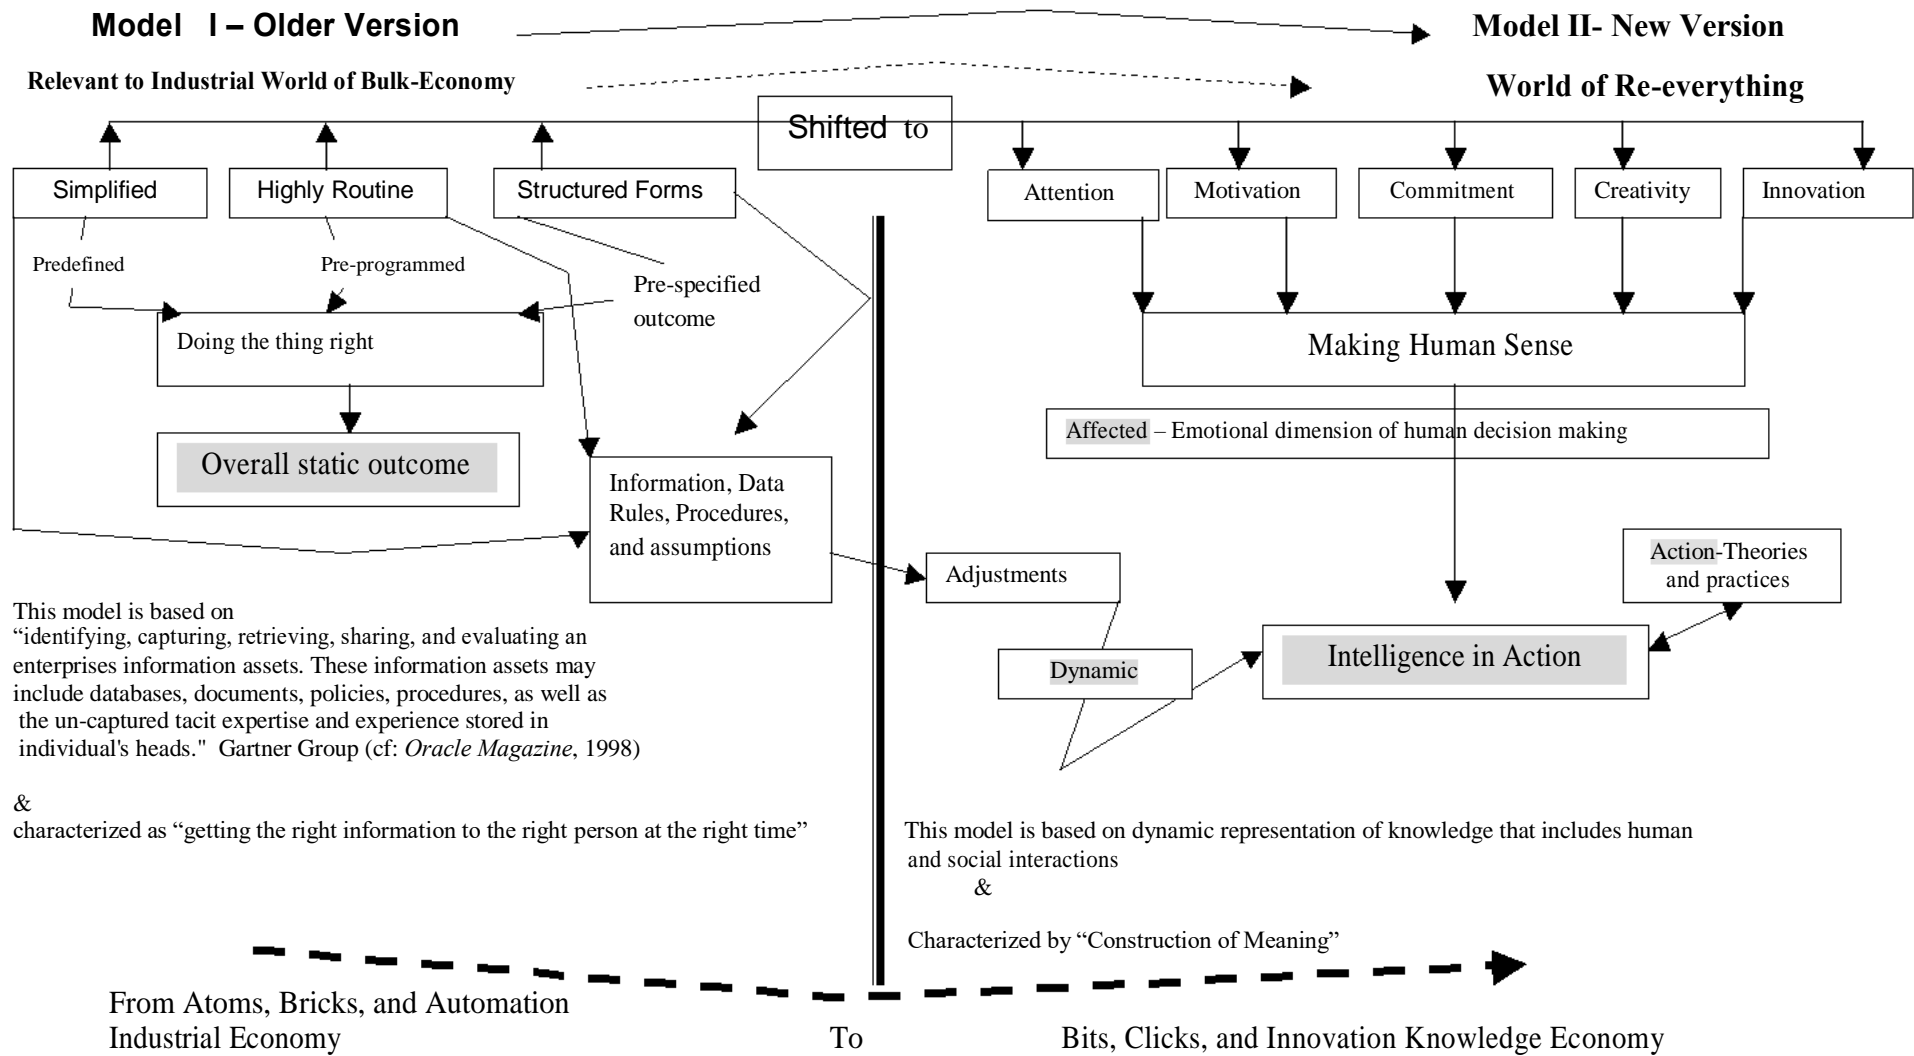 Model I – Older Version
Model II- New Version
Relevant to Industrial World of Bulk-Economy
World of Re-everything
Shifted to
Simplified
Highly Routine
Structured Forms
Attention
Motivation
Commitment
Creativity
Innovation
Predefined
Pre-programmed
Pre-specified
outcome
Doing the thing right
Making Human Sense
Overall static outcome
Affected – Emotional dimension of human decision making
Information, Data
Rules, Procedures,
and assumptions
Adjustments
Action-Theories
and practices
Dynamic
Intelligence in Action
This model is based on
“identifying, capturing, retrieving, sharing, and evaluating an
enterprises information assets. These information assets may
include databases, documents, policies, procedures, as well as
the un-captured tacit expertise and experience stored in
individual's heads." Gartner Group (cf: Oracle Magazine, 1998)
&
characterized as “getting the right information to the right person at the right time”
This model is based on dynamic representation of knowledge that includes human
and social interactions
&
Characterized by “Construction of Meaning”
From Atoms, Bricks, and Automation
Industrial Economy
To
Bits, Clicks, and Innovation Knowledge Economy